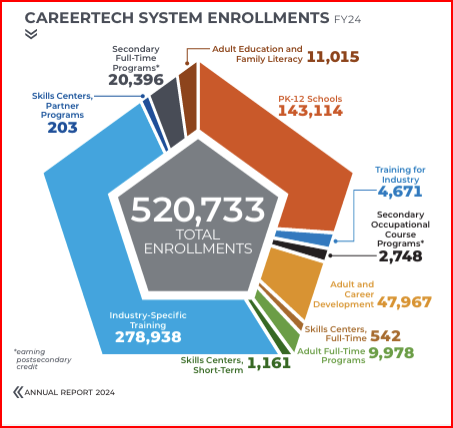 CAREERTECH SYSTEM ENROLLMENTS FY24
Secondary
Full-Time
Programs*
20,396
Adult Education and
Family Literacy 11,015
Skills Centers,
Partner
Programs
203
PK-12 Schools
143,114
Training for
Industry
4,671
Secondary
Occupational
Course
Programs*
2,748
520,733
TOTAL
ENROLLMENTS
Adult and
Career
Development 47,967
Industry-Specific
Training
278,938
Skills Centers,
Full-Time 542
Adult Full-Time
Programs 9,978
Skills Centers,
Short-Term 1,161
*earning
postsecondary
credit
ANNUAL REPORT 2024